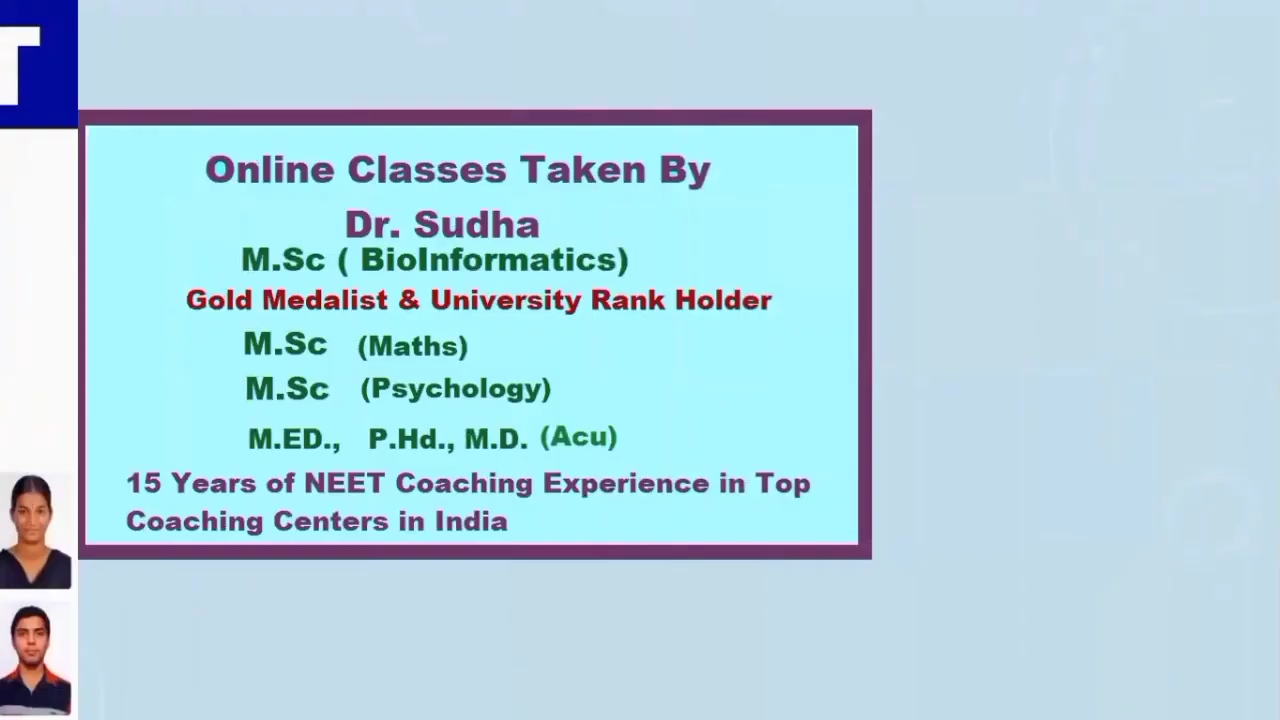 T
Online Classes Taken By
Dr. Sudha
M.Sc ( BioInformatics)
Gold Medalist & University Rank Holder
M.Sc (Maths)
M.Sc (Psychology)
M.ED., P.Hd., M.D. (Acu)
15 Years of NEET Coaching Experience in Top
Coaching Centers in India